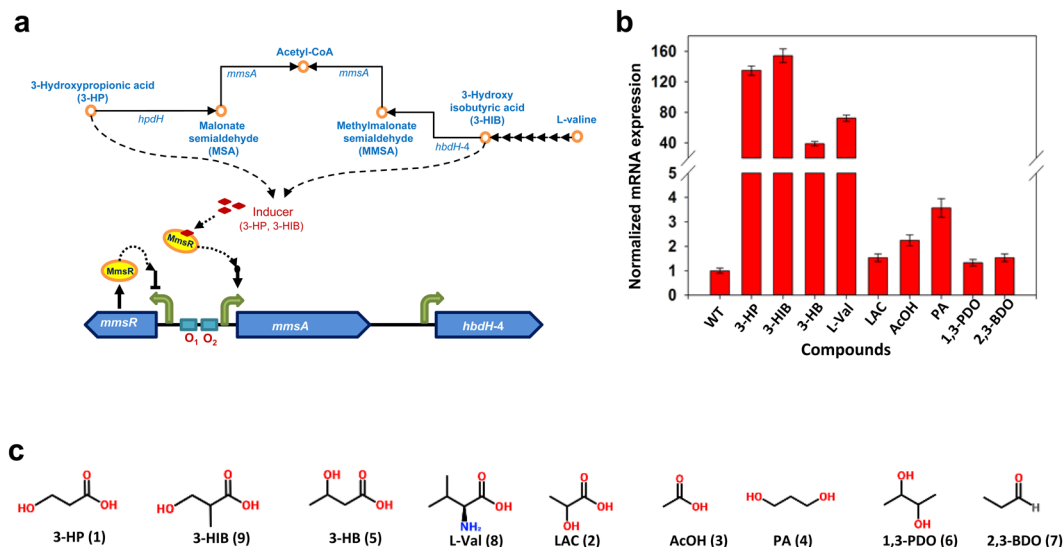 a
Acetyl-CoA
mmsA
mmsA
3-Hydroxypropionic acid
(3-HP)
3-Hydroxy
isobutyric acid
(3-HIB)
L-valine
hpdH
Malonate
semialdehyde
(MSA)
Methylmalonate
semialdehyde
(MMSA)
hbdH-4
Inducer
(3-HP, 3-HIB)
MmsR
MmsR
mmsR
O1
O2
mmsA
hbdH-4
b
Normalized mRNA expression
160
120
80
40
5
4
3
2
1
0
WT
3-HP
3-HIB
3-HB
L-Val
LAC
AcOH
PA
1,3-PDO
2,3-BDO
Compounds
c
HO
O
OH
HO
O
OH
OH
O
OH
O
OH
NH2
O
OH
OH
O
OH
HO
OH
OH
OH
O
H
3-HP (1)
3-HIB (9)
3-HB (5)
L-Val (8)
LAC (2)
AcOH (3)
PA (4)
1,3-PDO (6)
2,3-BDO (7)